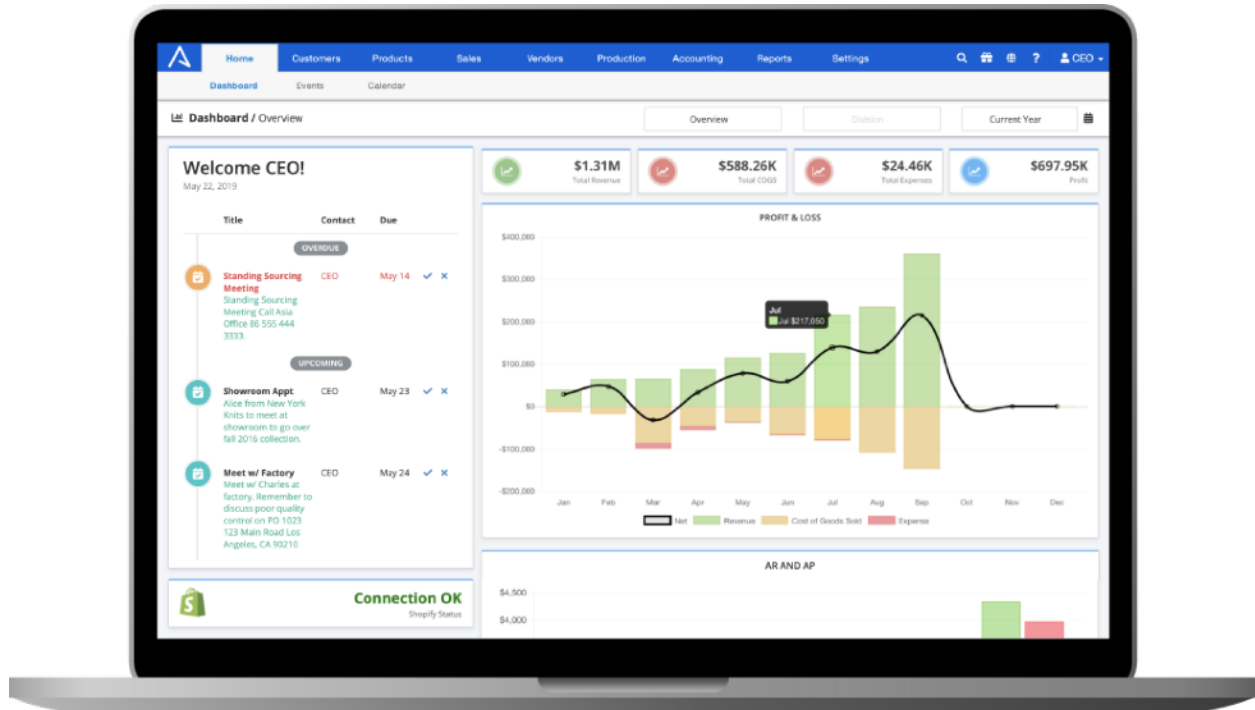 Home Customers Products Sales Vendors Production Accounting Reports Settings ? CEO
Dashboard Events Calendar
Dashboard / Overview
Overview Division Current Year
Welcome CEO!
May 22, 2019
Title Contact Due
OVERDUE
Standing Sourcing CEO May 14
Meeting
Standing Sourcing
Meeting Call Asia
Office 86 555 444
3333.
UPCOMING
Showroom Appt CEO May 23
Alice from New York
Knits to meet at
showroom to go over
fall 2016 collection.
Meet w/ Factory CEO May 24
Meet w/ Charles at
factory. Remember to
discuss poor quality
control on PO 1023
123 Main Road Los
Angeles, CA 90210
Connection OK
Shopify Status
$1.31M
Total Revenue
$588.26K
Total COGS
$24.46K
Total Expenses
$697.95K
Profit
PROFIT & LOSS
$400,000
$300,000
$200,000
$100,000
$0
-$100,000
-$200,000
Jul
Jul $217,050
Jan Feb Mar Apr May Jun Jul Aug Sep Oct Nov Dec
Net Revenue Cost of Goods Sold Expense
AR AND AP
$4,500
$4,000